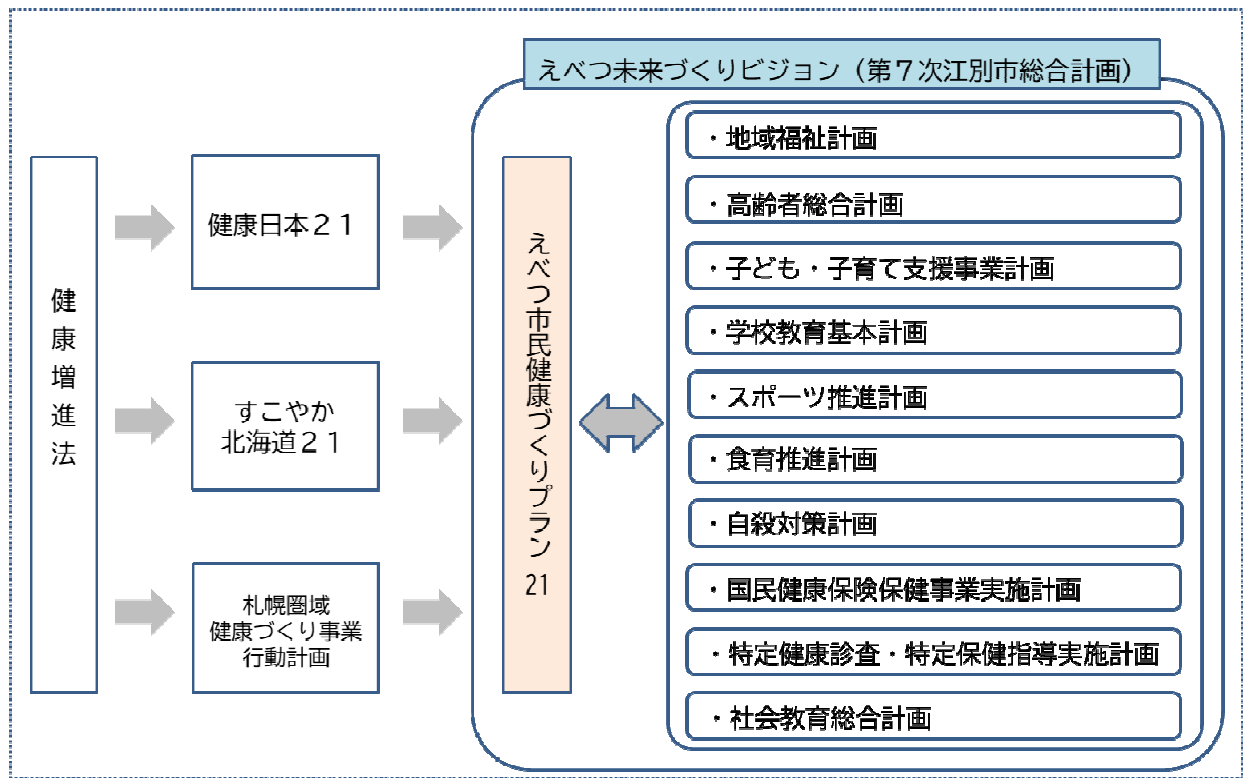 えべつ未来づくりビジョン（第７次江別市総合計画）
健康増進法
健康日本２１
すこやか
北海道２１
札幌圏域
健康づくり事業
行動計画
えべつ市民健康づくりプラン21
・地域福祉計画
・高齢者総合計画
・子ども・子育て支援事業計画
・学校教育基本計画
・スポーツ推進計画
・食育推進計画
・自殺対策計画
・国民健康保険保健事業実施計画
・特定健康診査・特定保健指導実施計画
・社会教育総合計画